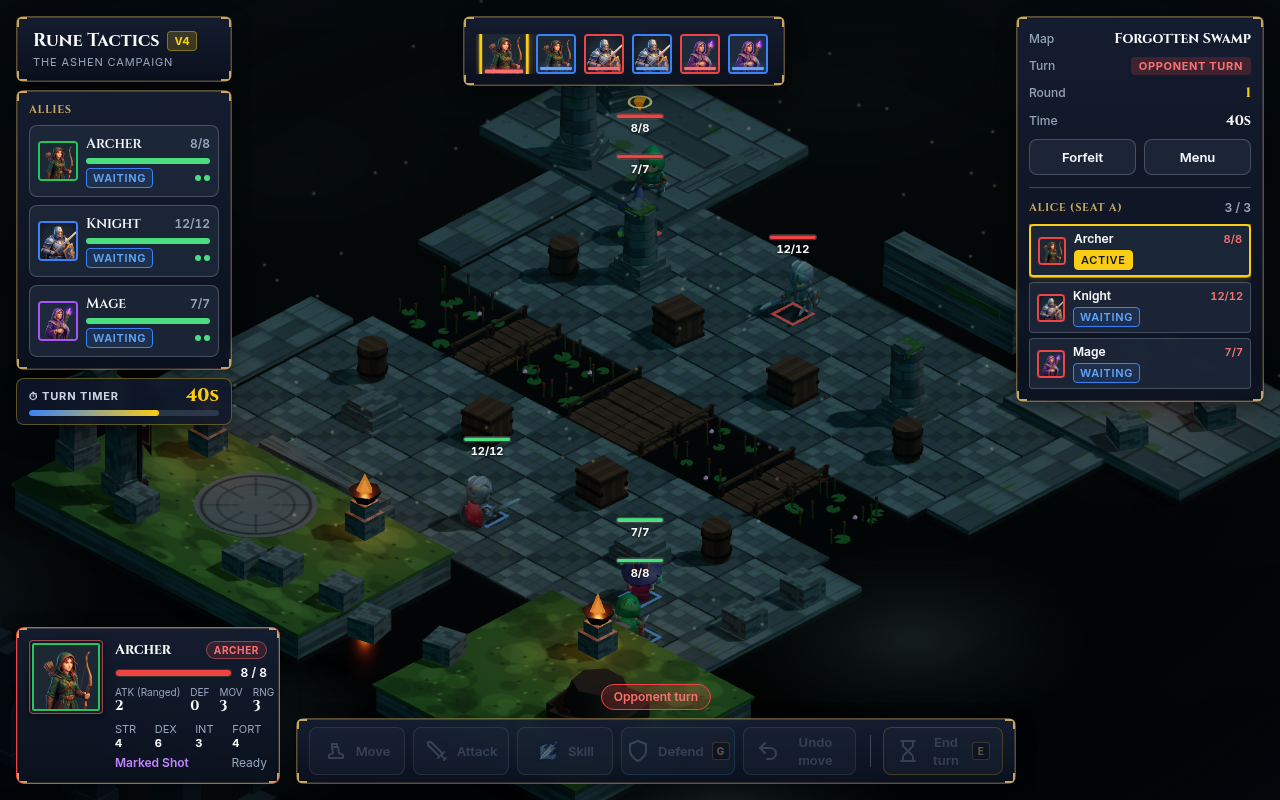 Rune Tactics V4
THE ASHEN CAMPAIGN
ALLIES
Archer 8/8
WAITING
Knight 12/12
WAITING
Mage 7/7
WAITING
TURN TIMER 40s
8/8
7/7
12/12
12/12
7/7
8/8
Map Forgotten Swamp
Turn OPPONENT TURN
Round 1
Time 40s
Forfeit Menu
ALICE (SEAT A) 3 / 3
Archer 8/8
ACTIVE
Knight 12/12
WAITING
Mage 7/7
WAITING
Archer ARCHER
8 / 8
ATK (Ranged) DEF MOV RNG
2 0 3 3
STR DEX INT FORT
4 6 3 4
Marked Shot Ready
Opponent turn
Move Attack Skill Defend G Undo move End turn E